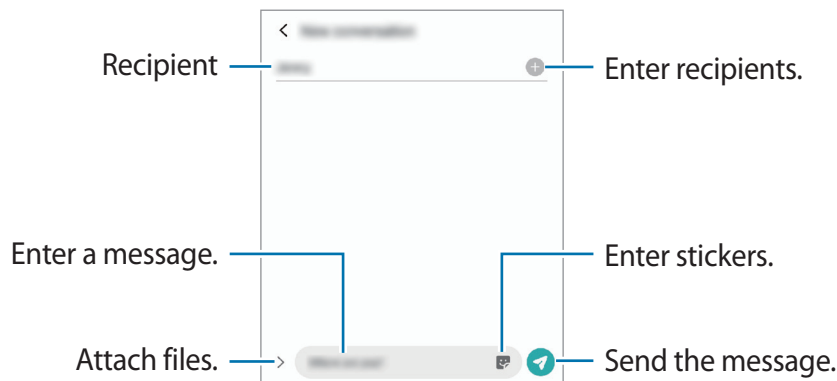 Recipient
Enter recipients.
Enter a message.
Enter stickers.
Attach files.
Send the message.